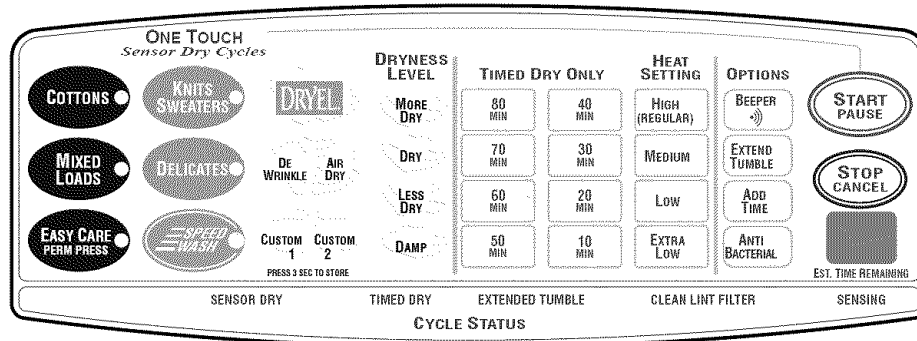 ONE TOUCH
Sensor Dry Cycles
COTTONS
KNITS
SWEATERS
DRYEL
MIXED
LOADS
DELICATES
DE
WRINKLE
AIR
DRY
EASY CARE
PERM PRESS
SPEED
WASH
CUSTOM
1
CUSTOM
2
PRESS 3 SEC TO STORE
DRYNESS
LEVEL
MORE
DRY
DRY
LESS
DRY
DAMP
TIMED DRY ONLY
80
MIN
40
MIN
70
MIN
30
MIN
60
MIN
20
MIN
50
MIN
10
MIN
HEAT
SETTING
HIGH
(REGULAR)
MEDIUM
LOW
EXTRA
LOW
OPTIONS
BEEPER
EXTEND
TUMBLE
ADD
TIME
ANTI
BACTERIAL
START
PAUSE
STOP
CANCEL
EST. TIME REMAINING
SENSOR DRY TIMED DRY EXTENDED TUMBLE CLEAN LINT FILTER SENSING
CYCLE STATUS